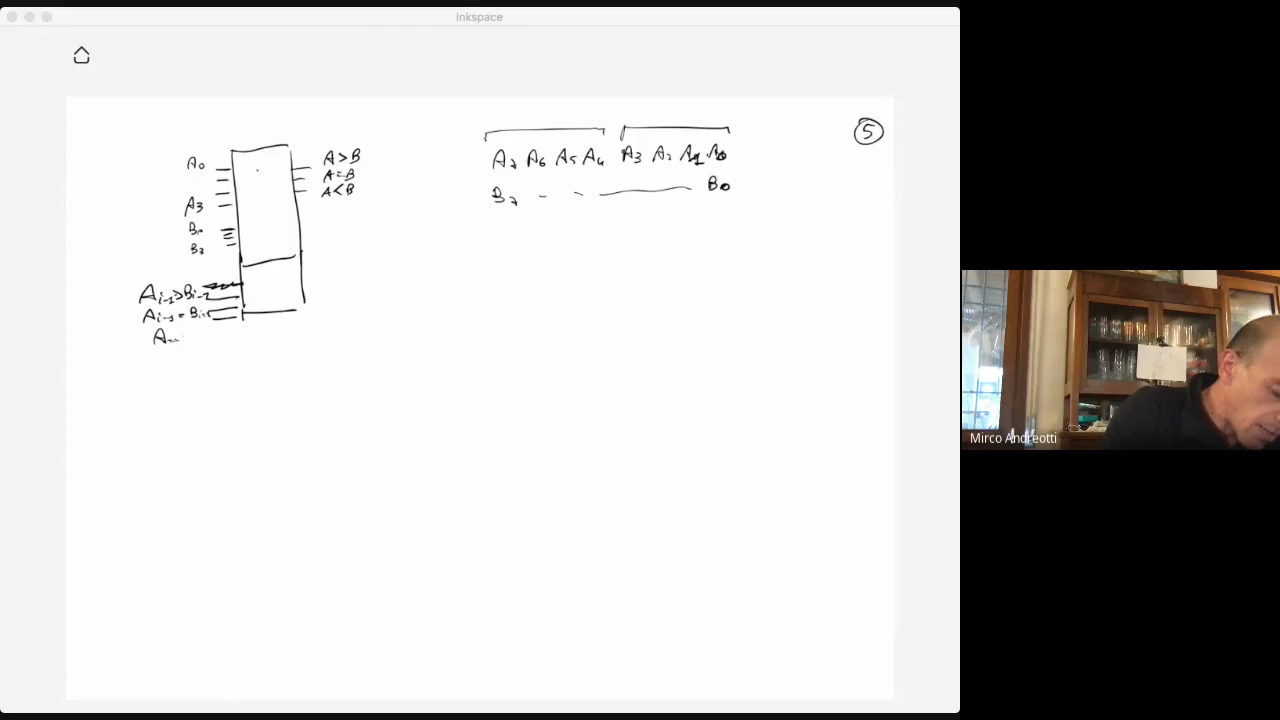 Inkspace
5
A7 A6 A5 A4 A3 A2 A1 A0
B7 - - B0
A0
A3
B0
B3
A>B
A=B
A<B
Ai-1>Bi-1
Ai-1=Bi-1
A
Mirco Andreotti